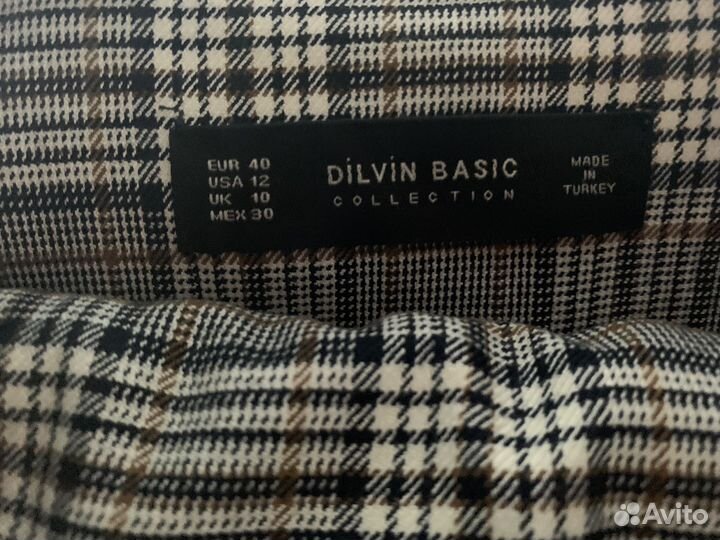 EUR 40
USA 12
UK 10
MEX 30
DİLVİN BASIC
COLLECTION
MADE
IN
TURKEY
Avito